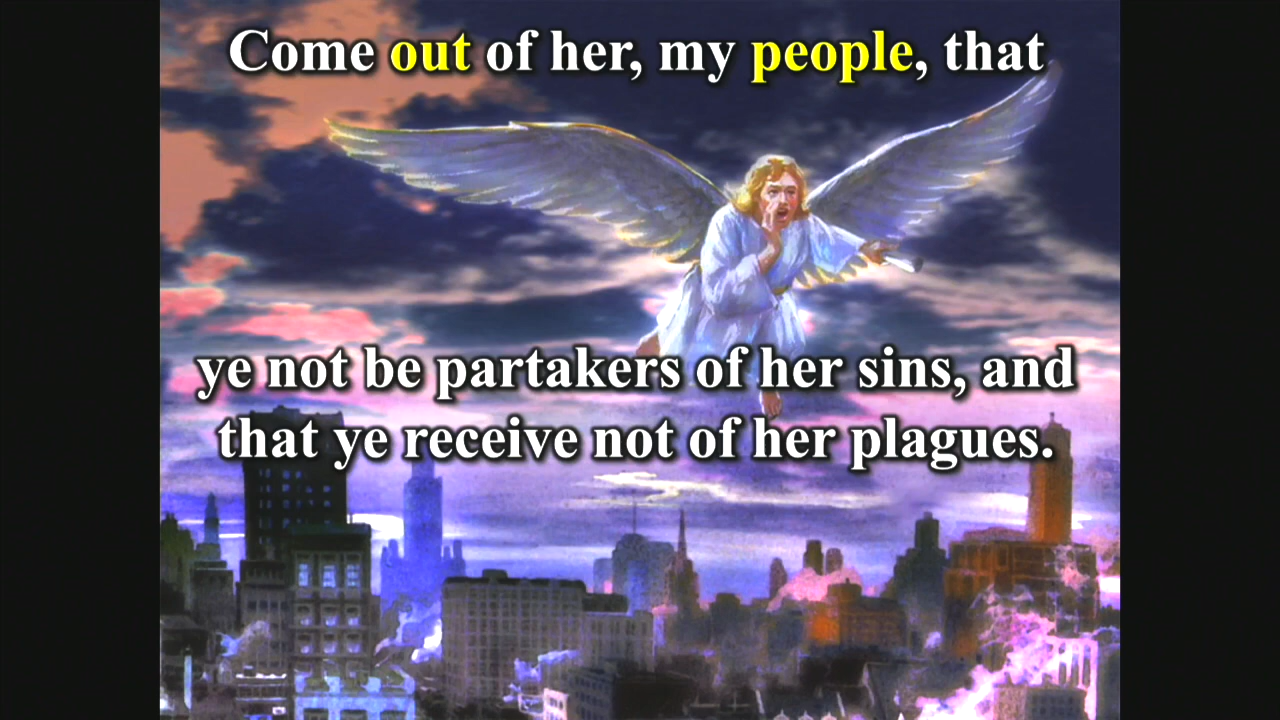 Come out of her, my people, that
ye not be partakers of her sins, and
that ye receive not of her plagues.